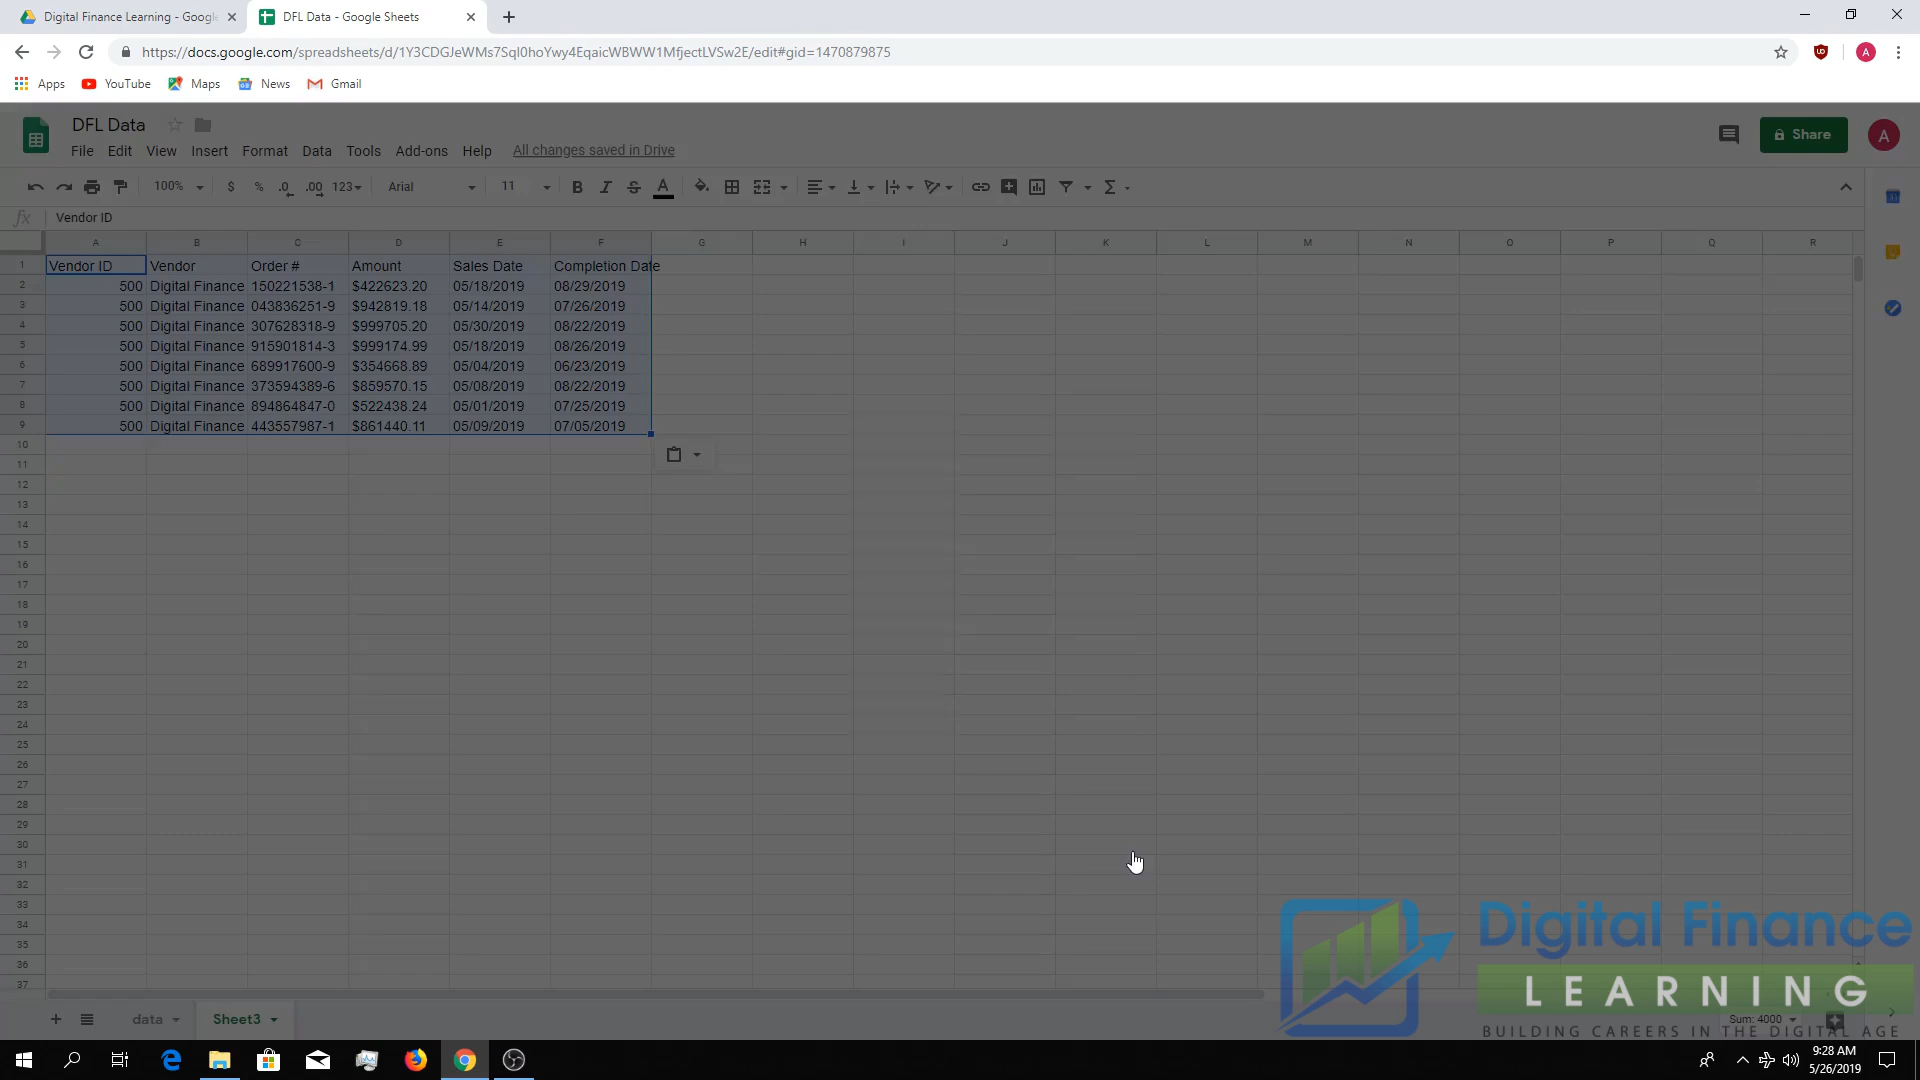 Digital Finance Learning - Google
DFL Data - Google Sheets
https://docs.google.com/spreadsheets/d/1Y3CDGJeWMs7Sql0hoYwy4EqaicWBWW1MfjectLVSw2E/edit#gid=1470879875
A
Apps YouTube Maps News Gmail
DFL Data
Share
A
File Edit View Insert Format Data Tools Add-ons Help All changes saved in Drive
100% $ % .0 .00 123 Arial 11 B I S A Σ
fx Vendor ID
A B C D E F G H I J K L M N O P Q R
1 Vendor ID Vendor Order # Amount Sales Date Completion Date
2 500 Digital Finance 150221538-1 $422623.20 05/18/2019 08/29/2019
3 500 Digital Finance 043836251-9 $942819.18 05/14/2019 07/26/2019
4 500 Digital Finance 307628318-9 $999705.20 05/30/2019 08/22/2019
5 500 Digital Finance 915901814-3 $999174.99 05/18/2019 08/26/2019
6 500 Digital Finance 689917600-9 $354668.89 05/04/2019 06/23/2019
7 500 Digital Finance 373594389-6 $859570.15 05/08/2019 08/22/2019
8 500 Digital Finance 894864847-0 $522438.24 05/01/2019 07/25/2019
9 500 Digital Finance 443557987-1 $861440.11 05/09/2019 07/05/2019
10
11
12
13
14
15
16
17
18
19
20
21
22
23
24
25
26
27
28
29
30
31
32
33
34
35
36
37
Digital Finance
LEARNING
BUILDING CAREERS IN THE DIGITAL AGE
data Sheet3
Sum: 4000
9:28 AM
5/26/2019